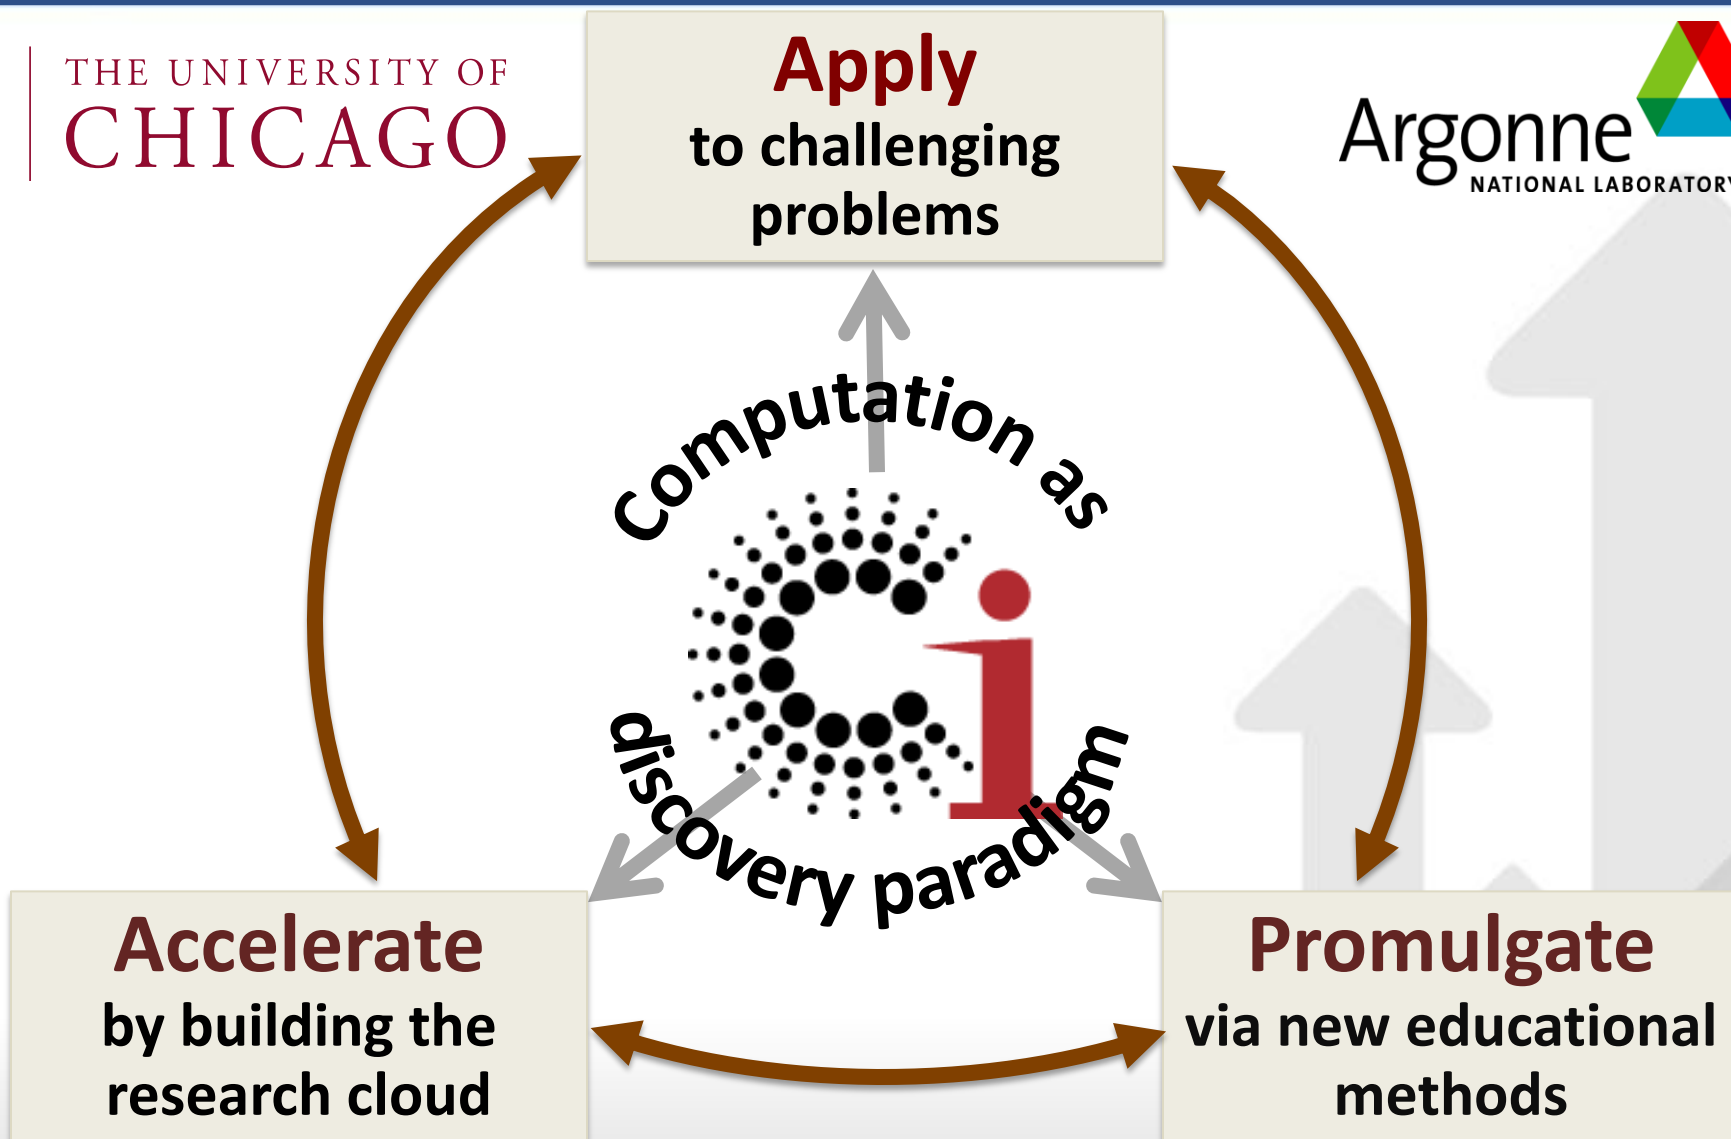 THE UNIVERSITY OF
CHICAGO
Apply
to challenging
problems
Argonne
NATIONAL LABORATORY
Computation as
Ci
discovery paradigm
Accelerate
by building the
research cloud
Promulgate
via new educational
methods